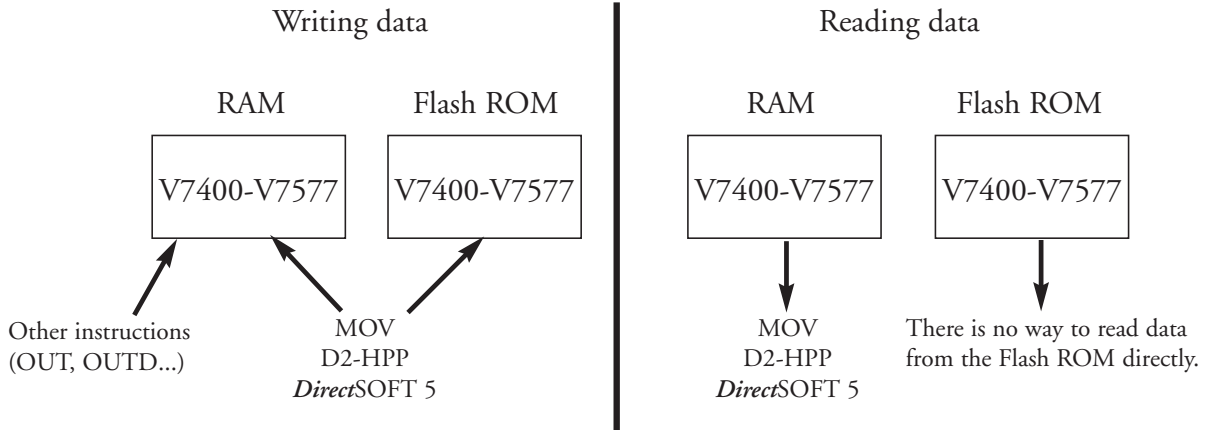 Writing data
RAM
Flash ROM
V7400-V7577
V7400-V7577
Other instructions
(OUT, OUTD...)
MOV
D2-HPP
DirectSOFT 5
Reading data
RAM
Flash ROM
V7400-V7577
V7400-V7577
MOV
D2-HPP
DirectSOFT 5
There is no way to read data
from the Flash ROM directly.